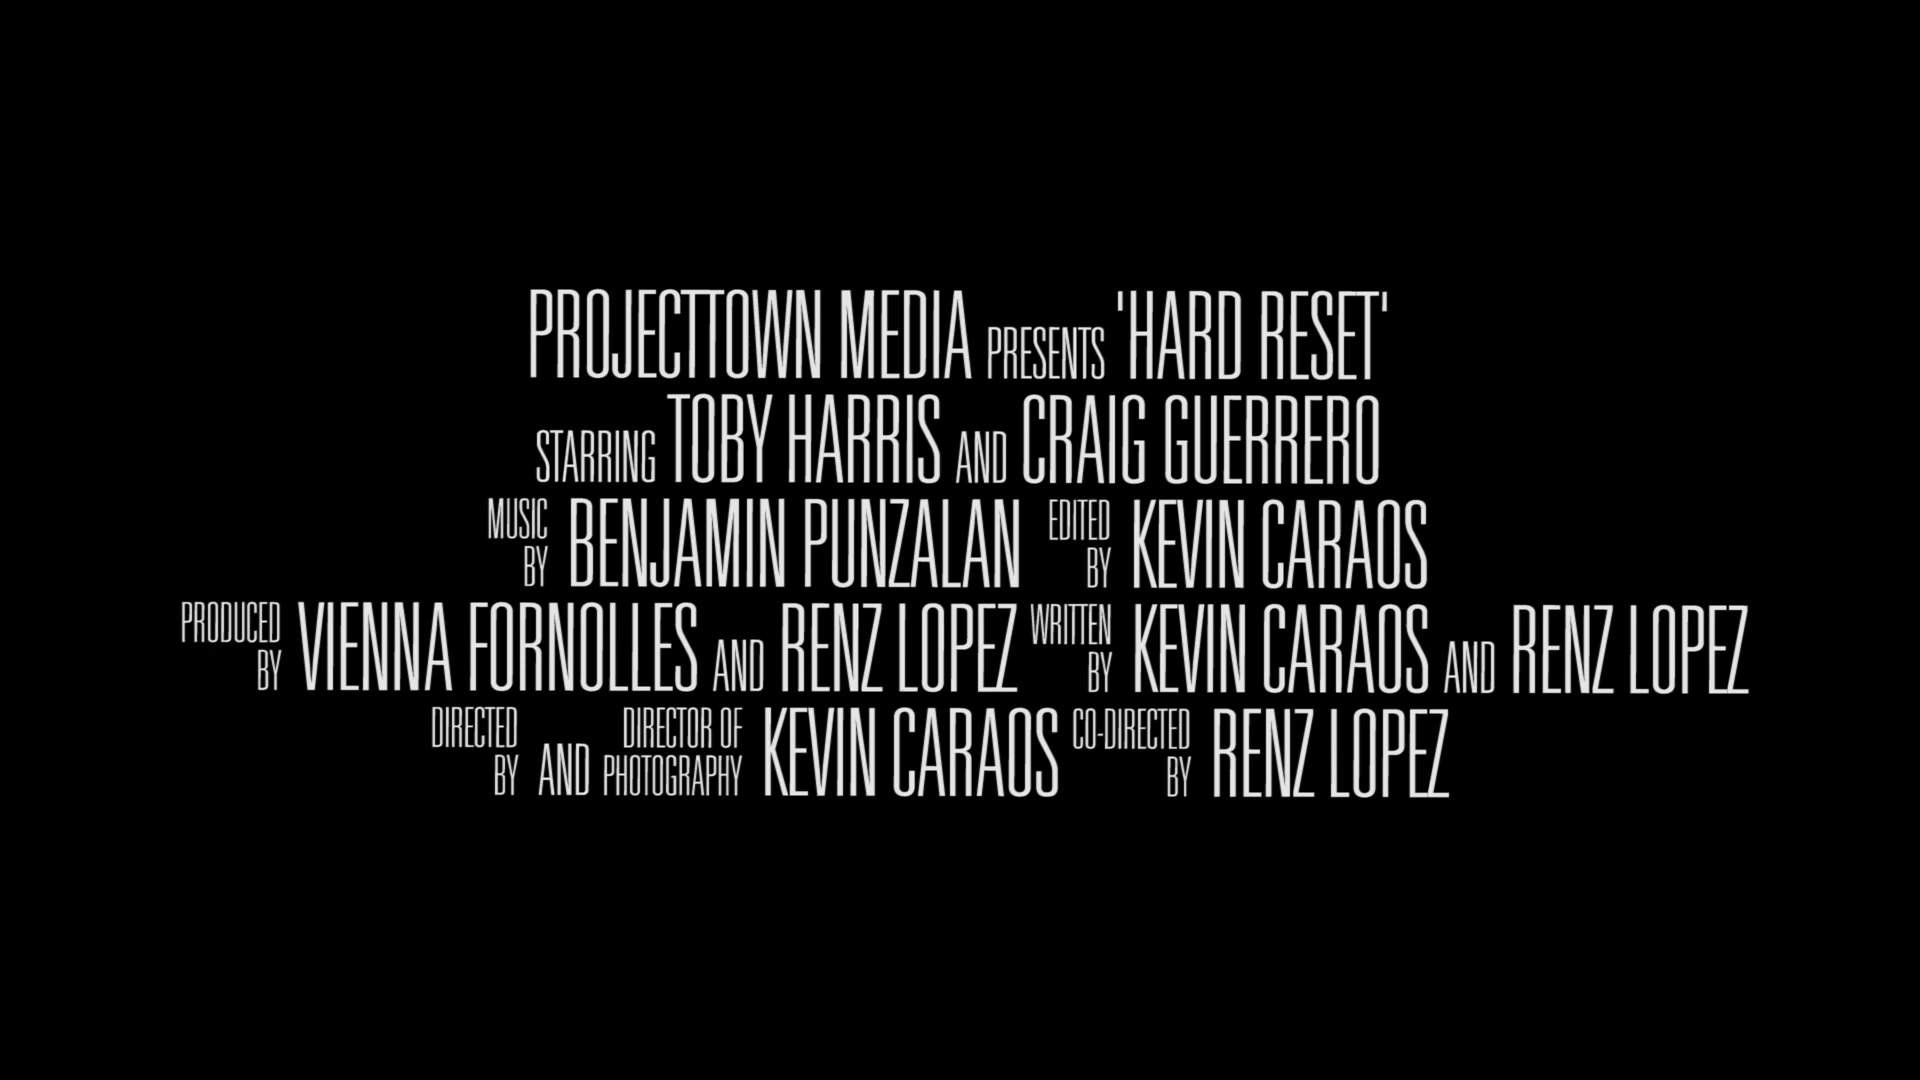 PROJECTTOWN MEDIA PRESENTS 'HARD RESET'
STARRING TOBY HARRIS AND CRAIG GUERRERO
MUSIC BY BENJAMIN PUNZALAN EDITED BY KEVIN CARAOS
PRODUCED BY VIENNA FORNOLLES AND RENZ LOPEZ WRITTEN BY KEVIN CARAOS AND RENZ LOPEZ
DIRECTED BY AND DIRECTOR OF PHOTOGRAPHY KEVIN CARAOS CO-DIRECTED BY RENZ LOPEZ